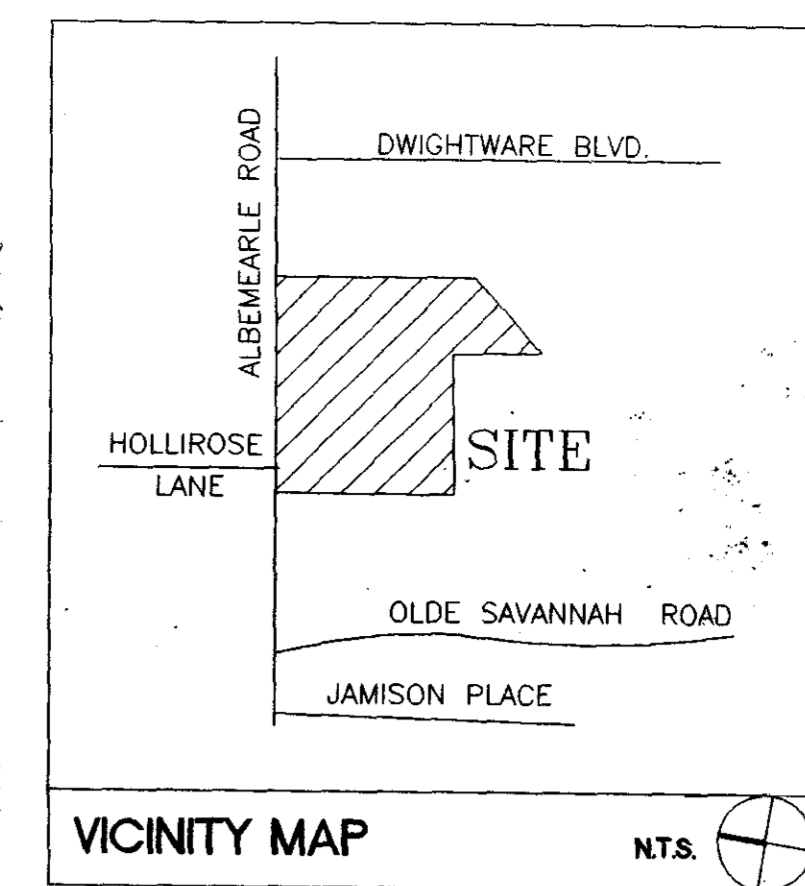 DWIGHTWARE BLVD.
ALBEMEARLE ROAD
HOLLIROSE
LANE
SITE
OLDE SAVANNAH ROAD
JAMISON PLACE
VICINITY MAP
N.T.S.